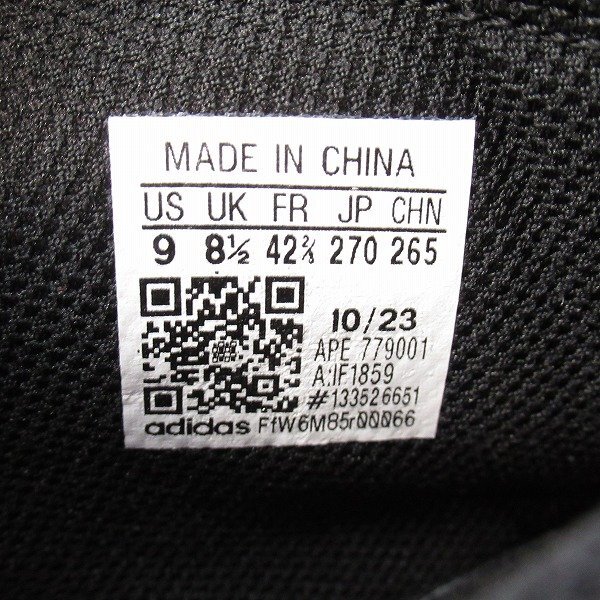 MADE IN CHINA
US UK FR JP CHN
9 8½ 42⅔ 270 265
10/23
APE 779001
A:IF1859
#133526651
adidas FfW6M85r00066